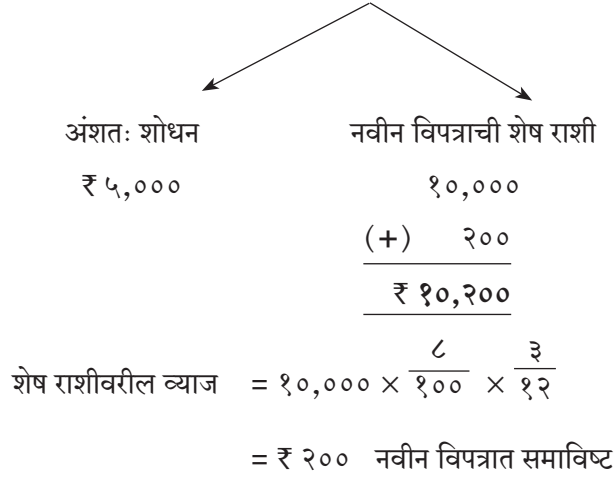 अंशतः शोधन नवीन विपत्राची शेष राशी
₹ ५,००० १०,०००
(+) २००
₹ १०,२००
शेष राशीवरील व्याज = १०,००० × ८/१०० × ३/१२
= ₹ २०० नवीन विपत्रात समाविष्ट